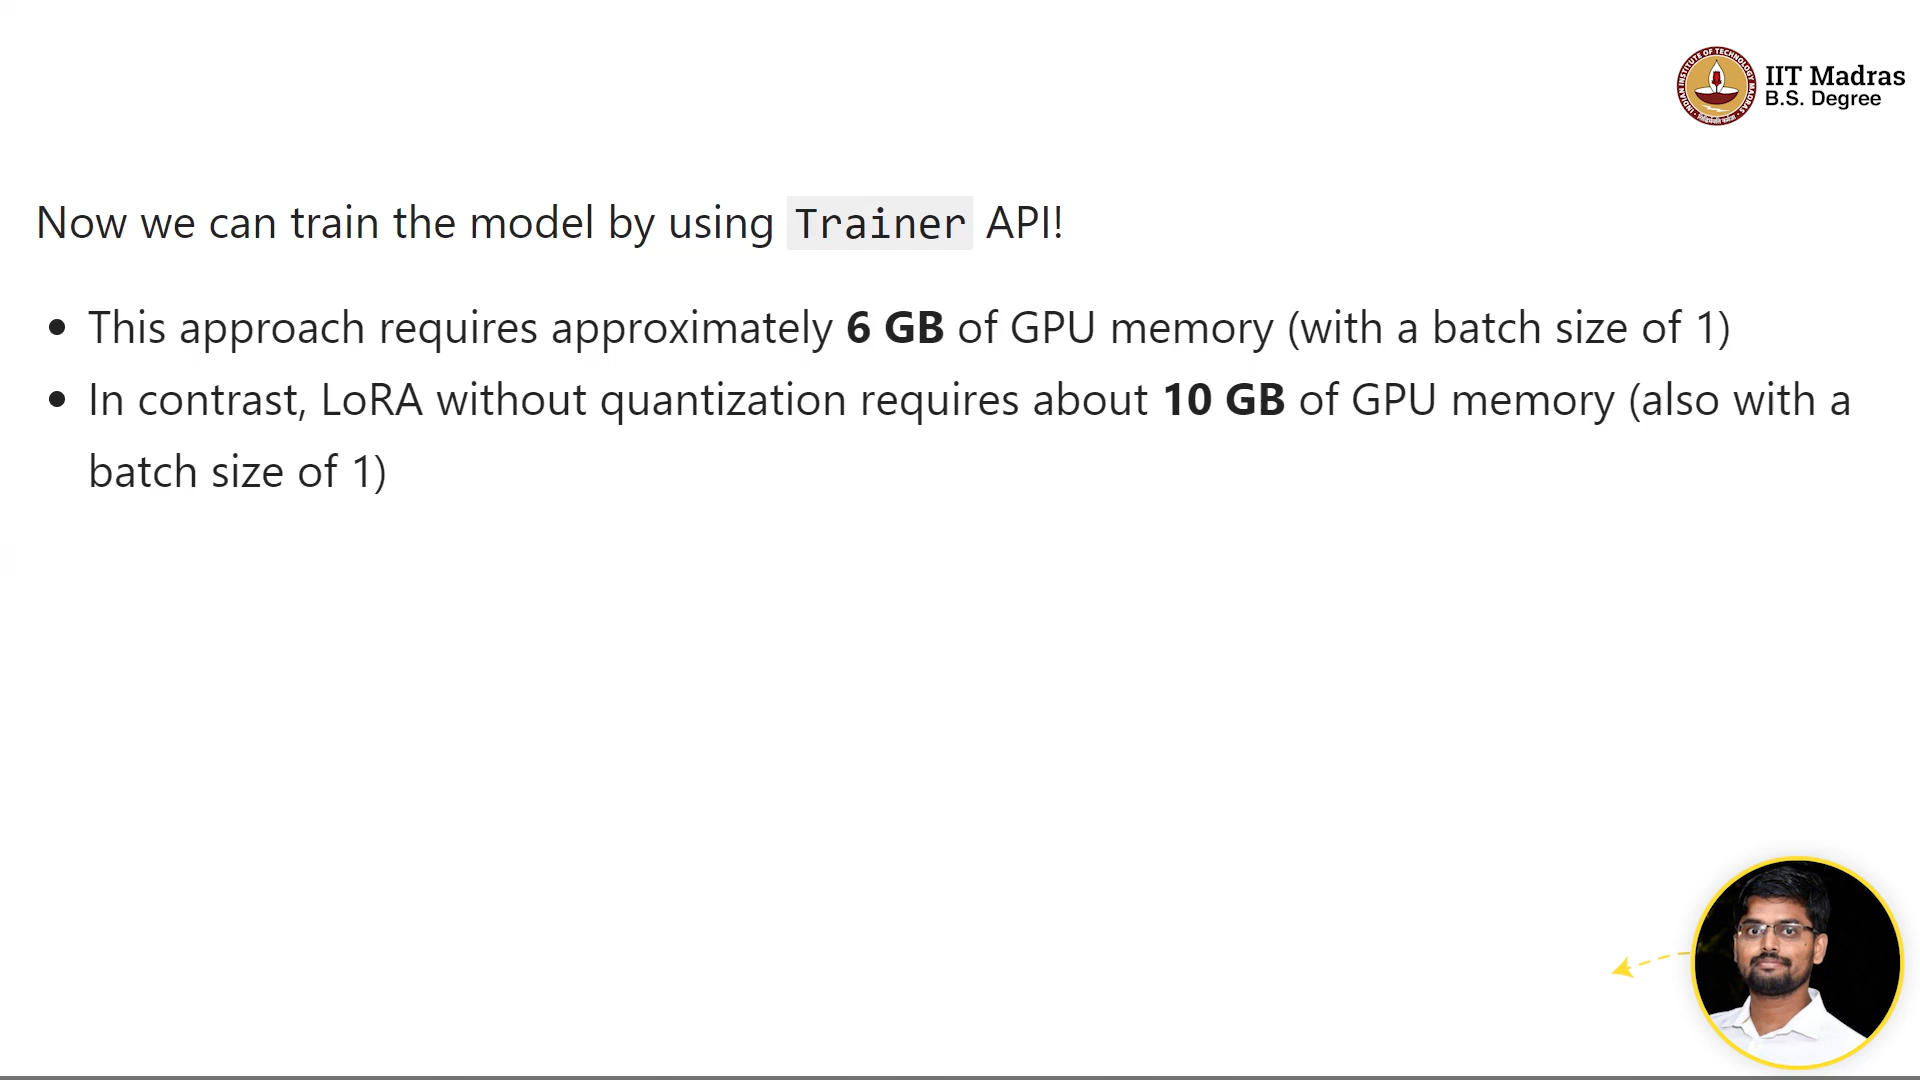 IIT Madras
B.S. Degree
Now we can train the model by using Trainer API!
• This approach requires approximately 6 GB of GPU memory (with a batch size of 1)
• In contrast, LoRA without quantization requires about 10 GB of GPU memory (also with a
batch size of 1)